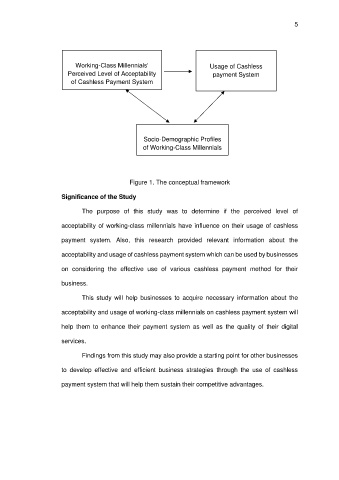 5
Working-Class Millennials'
Perceived Level of Acceptability
of Cashless Payment System
Usage of Cashless
payment System
Socio-Demographic Profiles
of Working-Class Millennials
Figure 1. The conceptual framework
Significance of the Study
The purpose of this study was to determine if the perceived level of
acceptability of working-class millennials have influence on their usage of cashless
payment system. Also, this research provided relevant information about the
acceptability and usage of cashless payment system which can be used by businesses
on considering the effective use of various cashless payment method for their
business.
This study will help businesses to acquire necessary information about the
acceptability and usage of working-class millennials on cashless payment system will
help them to enhance their payment system as well as the quality of their digital
services.
Findings from this study may also provide a starting point for other businesses
to develop effective and efficient business strategies through the use of cashless
payment system that will help them sustain their competitive advantages.